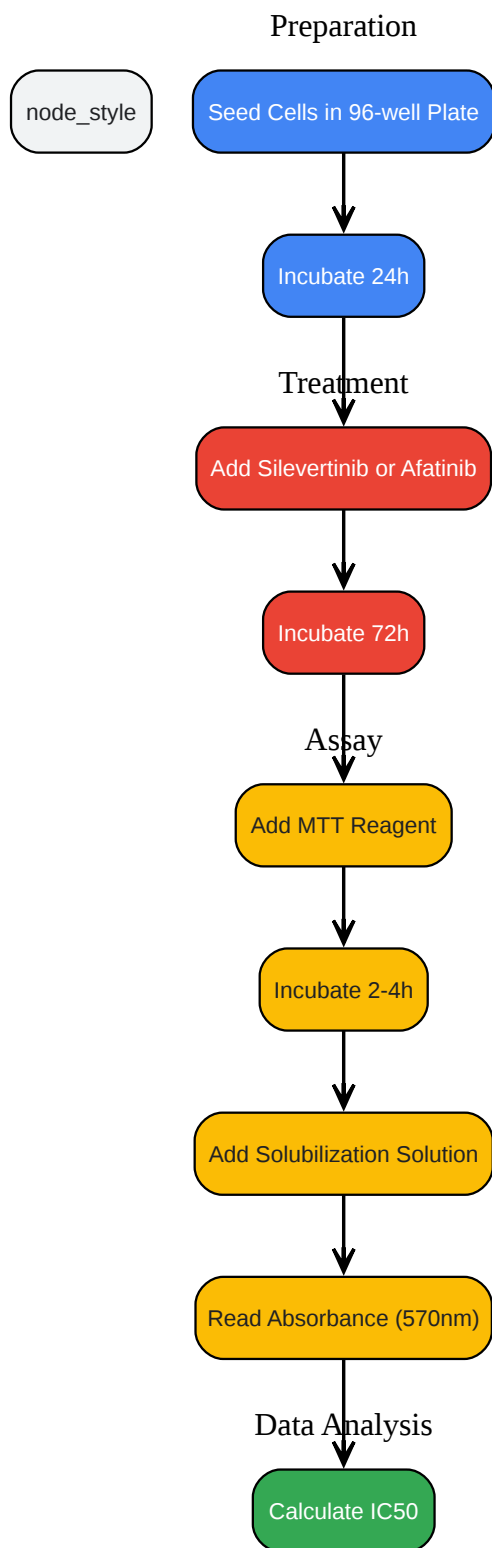 Preparation
node_style
Seed Cells in 96-well Plate
Incubate 24h
Treatment
Add Silevertinib or Afatinib
Incubate 72h
Assay
Add MTT Reagent
Incubate 2-4h
Add Solubilization Solution
Read Absorbance (570nm)
Data Analysis
Calculate IC50